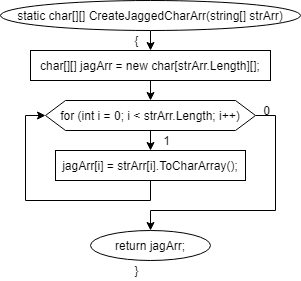 static char[][] CreateJaggedCharArr(string[] strArr)
{
char[][] jagArr = new char[strArr.Length][];
for (int i = 0; i < strArr.Length; i++)
0
1
jagArr[i] = strArr[i].ToCharArray();
return jagArr;
}